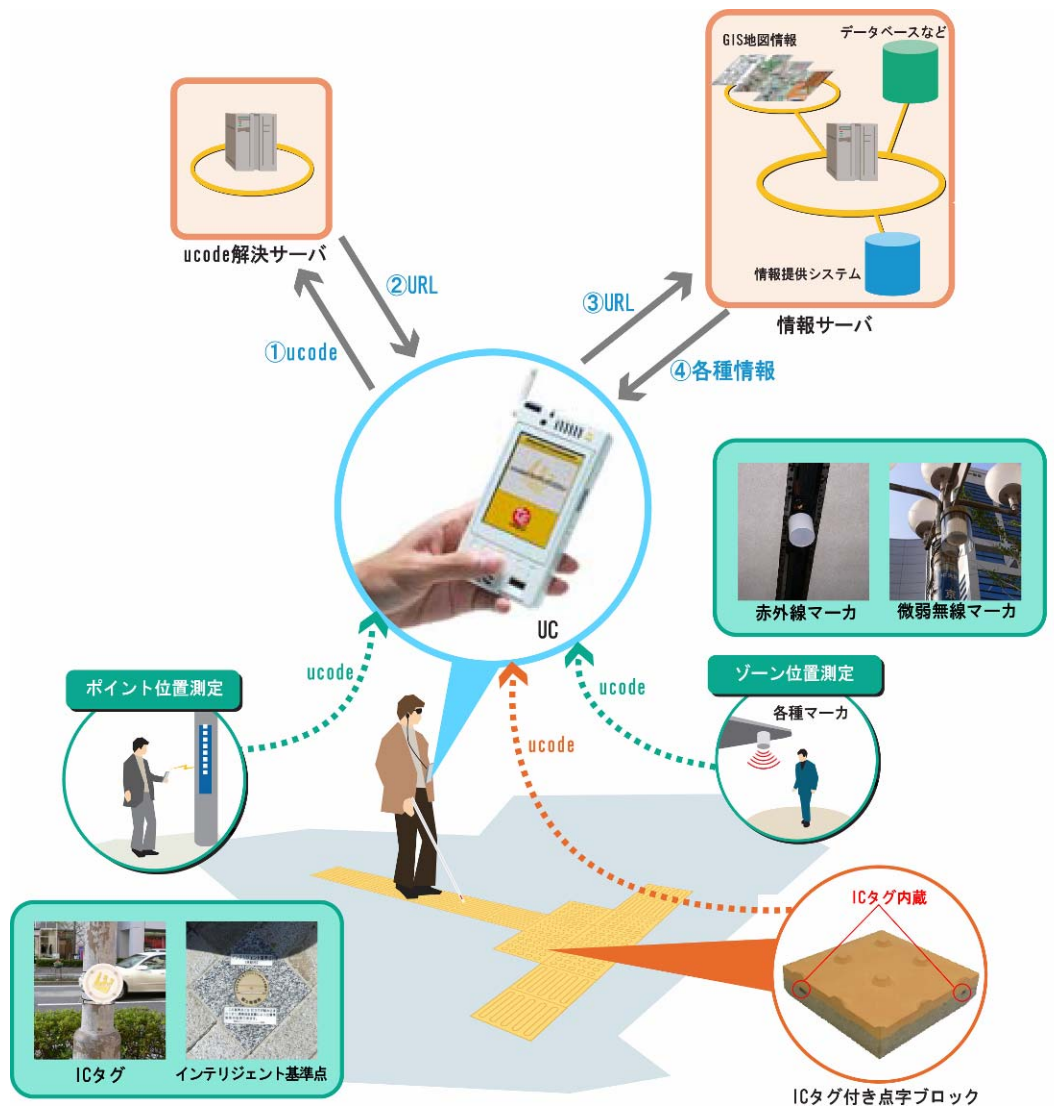 GIS地図情報
データベースなど
情報提供システム
ucode解決サーバ
情報サーバ
②URL
①ucode
③URL
④各種情報
UC
赤外線マーカ
微弱無線マーカ
ポイント位置測定
ucode
ucode
ucode
ゾーン位置測定
各種マーカ
ICタグ内蔵
ICタグ
インテリジェント基準点
ICタグ付き点字ブロック